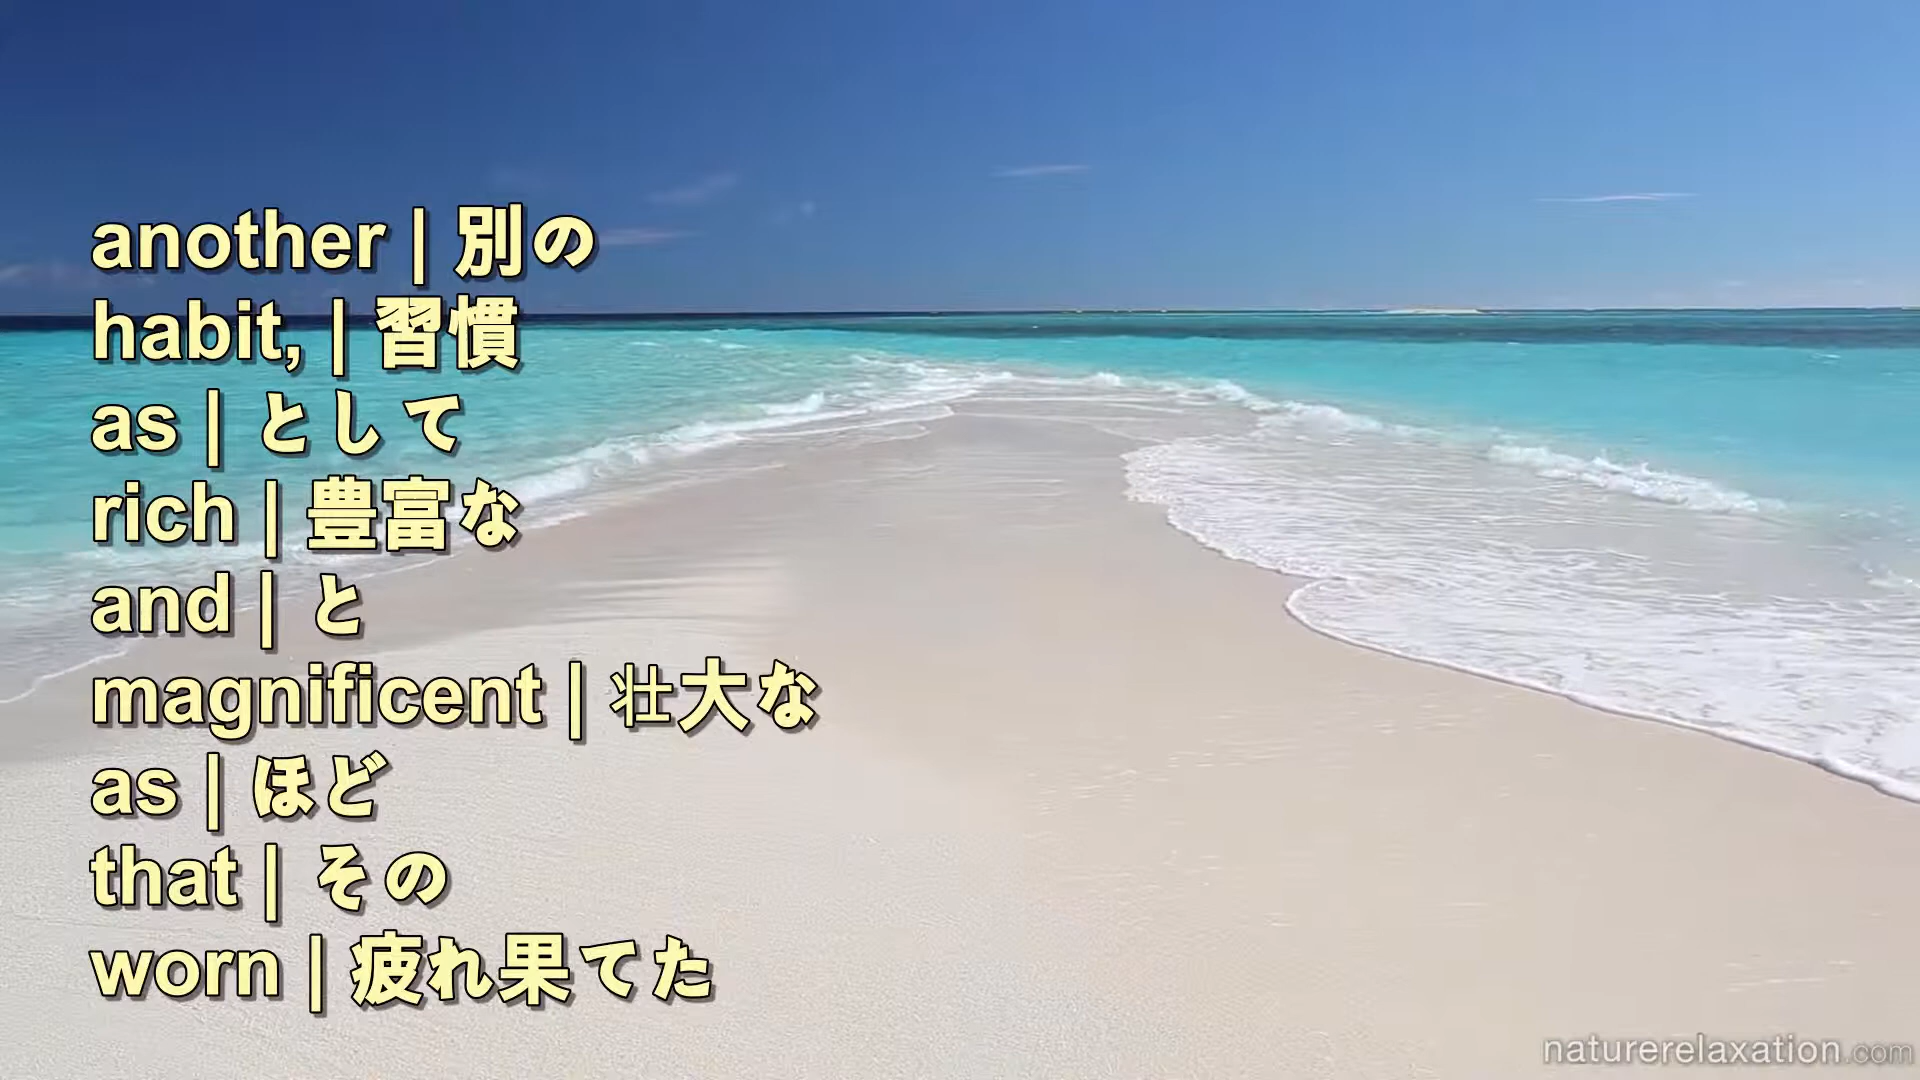 another | 別の
habit, | 習慣
as | として
rich | 豊富な
and | と
magnificent | 壮大な
as | ほど
that | その
worn | 疲れ果てた
naturerelaxation.com